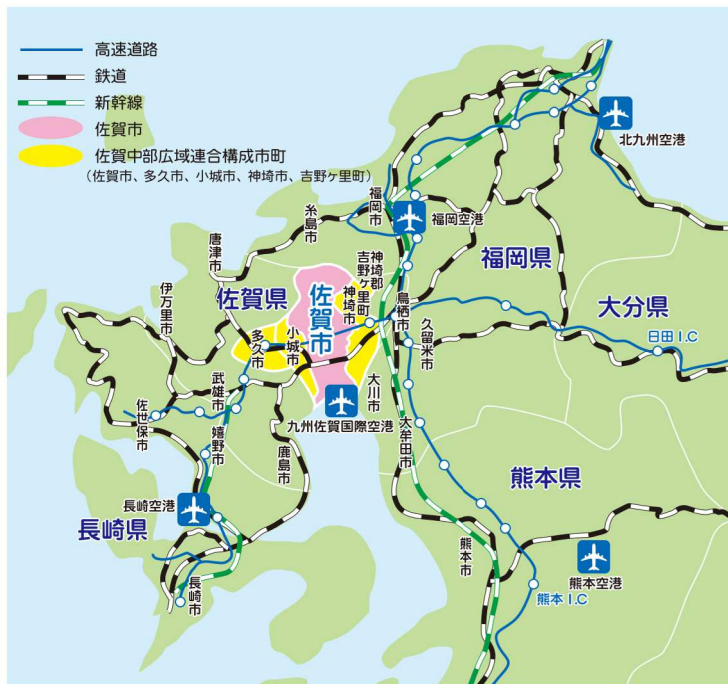 高速道路
鉄道
新幹線
佐賀市
佐賀中部広域連合構成市町
（佐賀市、多久市、小城市、神埼市、吉野ヶ里町）
北九州空港
福岡市
福岡空港
糸島市
唐津市
伊万里市
佐賀県
佐賀市
神埼市
神埼郡
吉野ヶ里町
鳥栖市
福岡県
大分県
久留米市
日田I.C
多久市
小城市
武雄市
大川市
佐世保市
嬉野市
鹿島市
九州佐賀国際空港
大牟田市
長崎空港
長崎県
長崎市
熊本県
熊本市
熊本空港
熊本I.C